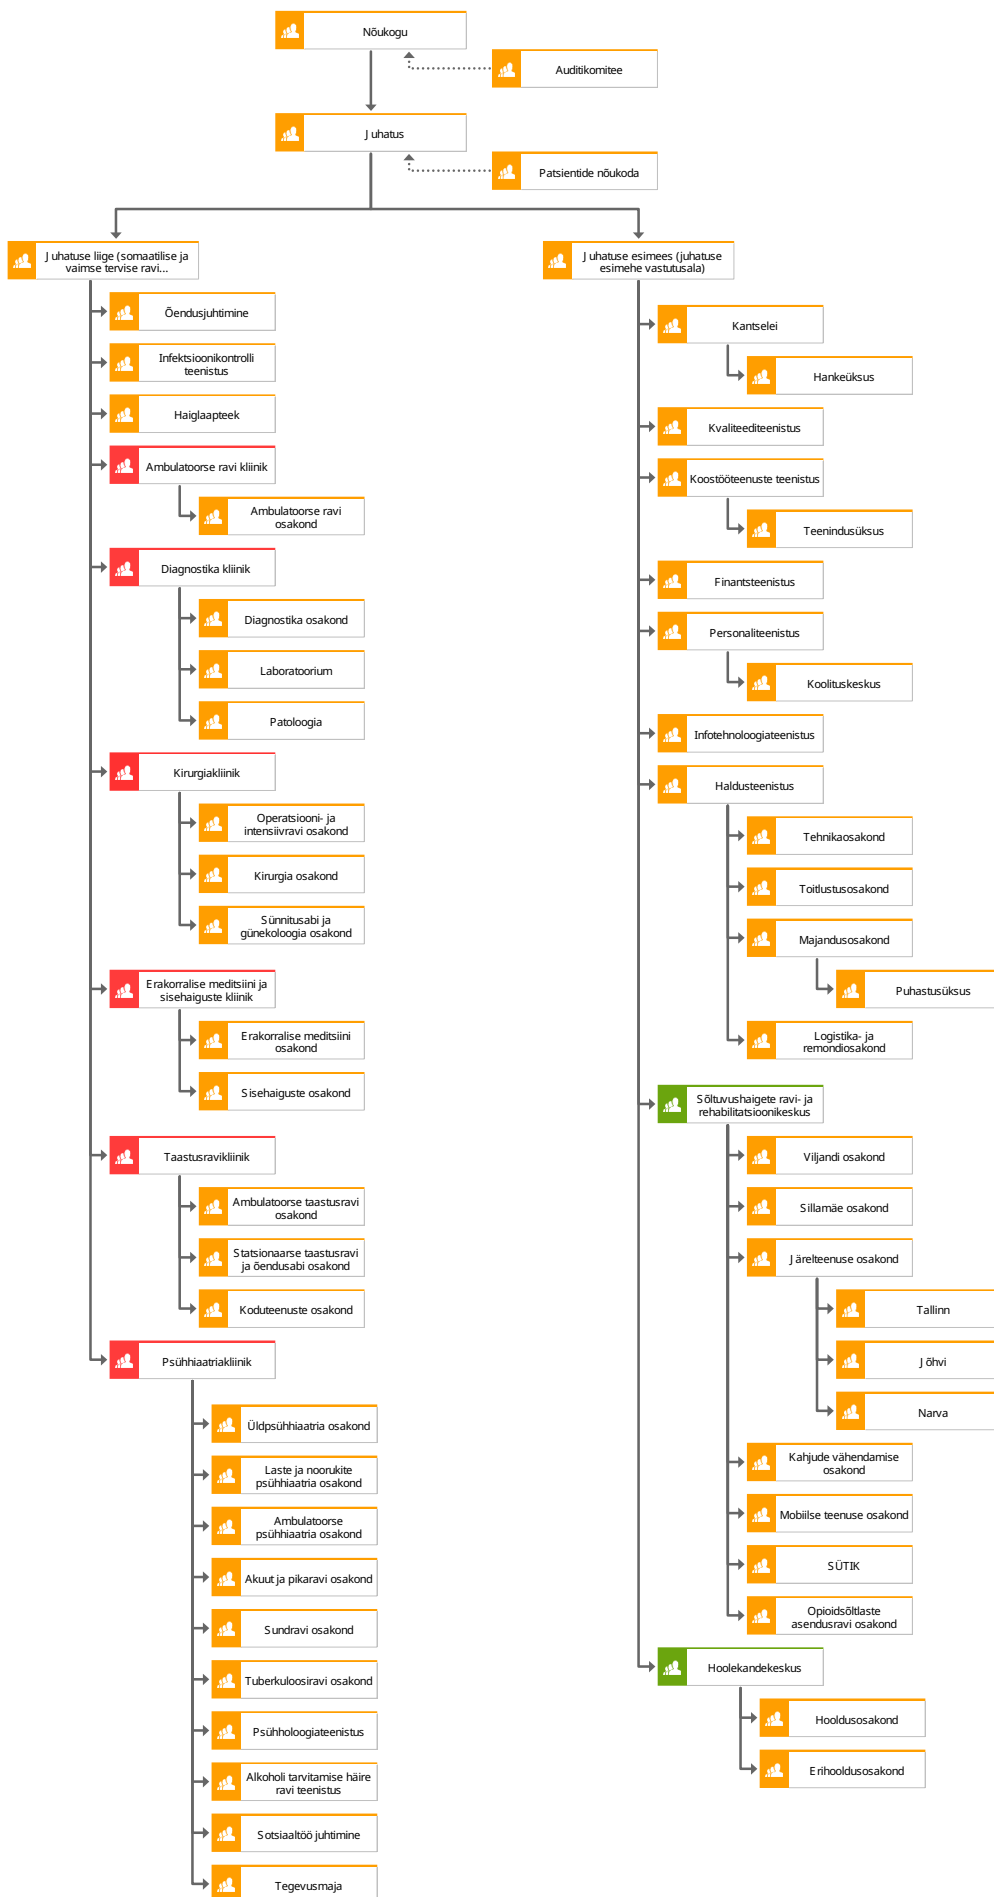 Nõukogu
Auditikomitee
Juhatus
Patsientide nõukoda
Juhatuse liige (somaatilise ja
vaimse tervise ravi...
Õendusjuhtimine
Infektsioonikontrolli
teenistus
Haiglaapteek
Ambulatoorse ravi kliinik
Ambulatoorse ravi
osakond
Diagnostika kliinik
Diagnostika osakond
Laboratoorium
Patoloogia
Kirurgiakliinik
Operatsiooni- ja
intensiivravi osakond
Kirurgia osakond
Sünnitusabi ja
günekoloogia osakond
Erakorralise meditsiini ja
sisehaiguste kliinik
Erakorralise meditsiini
osakond
Sisehaiguste osakond
Taastusravikliinik
Ambulatoorse taastusravi
osakond
Statsionaarse taastusravi
ja õendusabi osakond
Koduteenuste osakond
Psühhiaatriakliinik
Üldpsühhiaatria osakond
Laste ja noorukite
psühhiaatria osakond
Ambulatoorse
psühhiaatria osakond
Akuut ja pikaravi osakond
Sundravi osakond
Tuberkuloosiravi osakond
Psühholoogiateenistus
Alkoholi tarvitamise häire
ravi teenistus
Sotsiaaltöö juhtimine
Tegevusmaja
Juhatuse esimees (juhatuse
esimehe vastutusala)
Kantselei
Hankeüksus
Kvaliteediteenistus
Koostööteenuste teenistus
Teenindusüksus
Finantsteenistus
Personaliteenistus
Koolituskeskus
Infotehnoloogiateenistus
Haldusteenistus
Tehnikaosakond
Toitlustusosakond
Majandusosakond
Puhastusüksus
Logistika- ja
remondiosakond
Sõltuvushaigete ravi- ja
rehabilitatsioonikeskus
Viljandi osakond
Sillamäe osakond
Järelteenuse osakond
Tallinn
Jõhvi
Narva
Kahjude vähendamise
osakond
Mobiilse teenuse osakond
SÜTIK
Opioidsõltlaste
asendusravi osakond
Hoolekandekeskus
Hooldusosakond
Erihooldusosakond